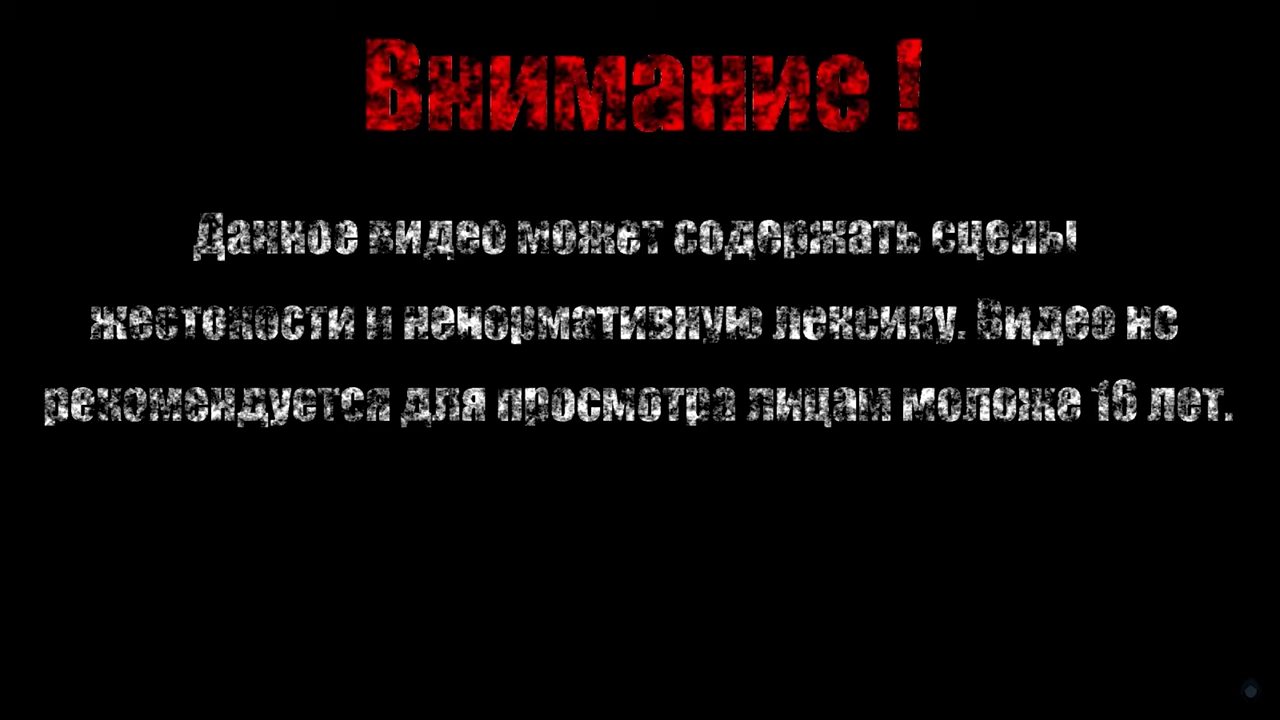 Внимание !
Данное видео может содержать сцены
жестокости и ненормативную лексику. Видео не
рекомендуется для просмотра лицам моложе 16 лет.